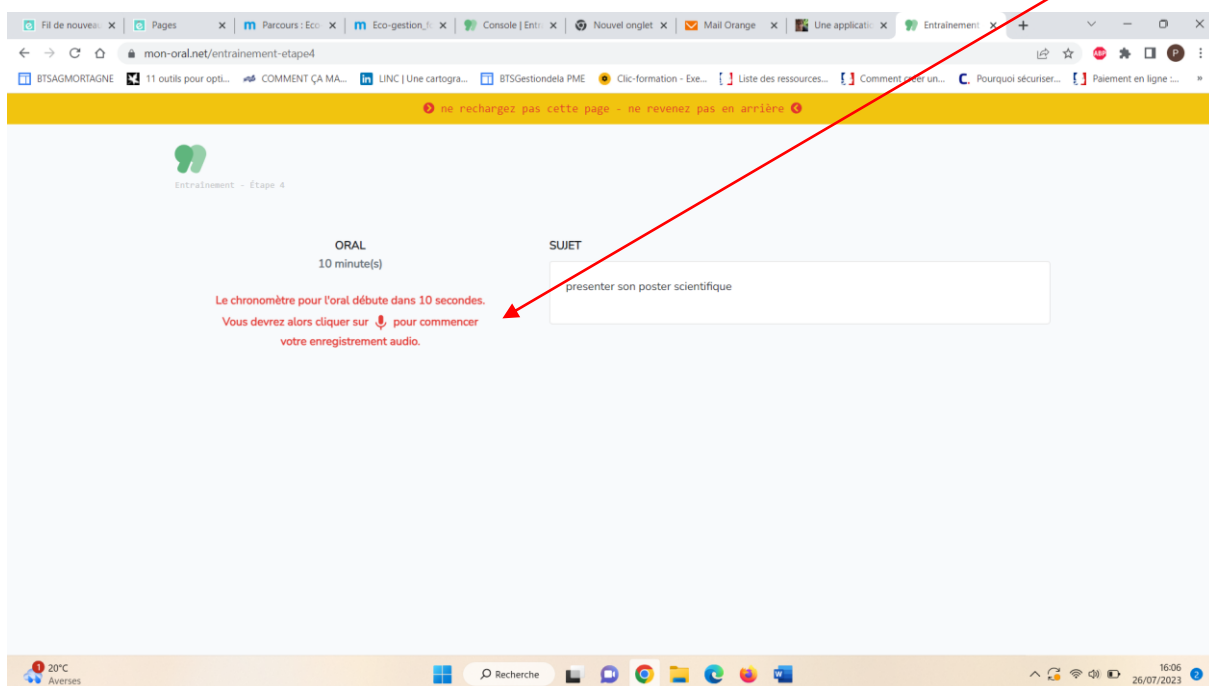 Fil de nouvea Pages Parcours : Eco Eco-gestion_fo Console | Entr Nouvel onglet Mail Orange Une applicati Entrainement
mon-oral.net/entrainement-etape4
BTSAGMORTAGNE 11 outils pour opti... COMMENT ÇA MA... LINC | Une cartogra... BTSGestiondela PME Clic-formation - Exe... Liste des ressources... Comment créer un... Pourquoi sécuriser... Paiement en ligne :... »
ne rechargez pas cette page - ne revenez pas en arrière
Entraînement - Étape 4
ORAL
10 minute(s)
SUJET
presenter son poster scientifique
Le chronomètre pour l'oral débute dans 10 secondes.
Vous devrez alors cliquer sur pour commencer
votre enregistrement audio.
20°C
Averses
Recherche
16:06
26/07/2023